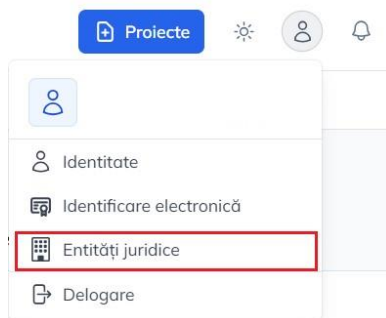 Proiecte
Identitate
Identificare electronică
Entități juridice
Delogare